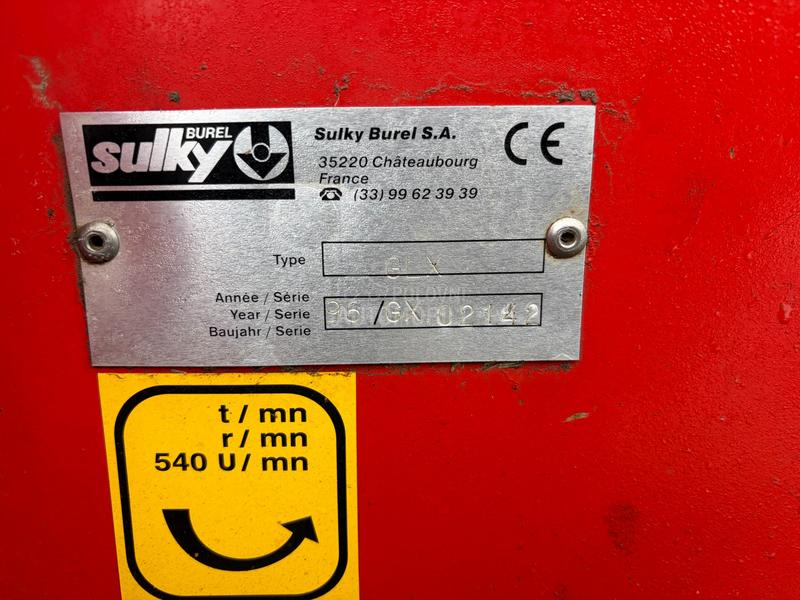 BUREL
sulky
Sulky Burel S.A.
35220 Châteaubourg
France
☎ (33) 99 62 39 39
CE
Type
GLX
Année / Série
Year / Serie
Baujahr / Serie
96 /GX 02142
t / mn
r / mn
540 U / mn